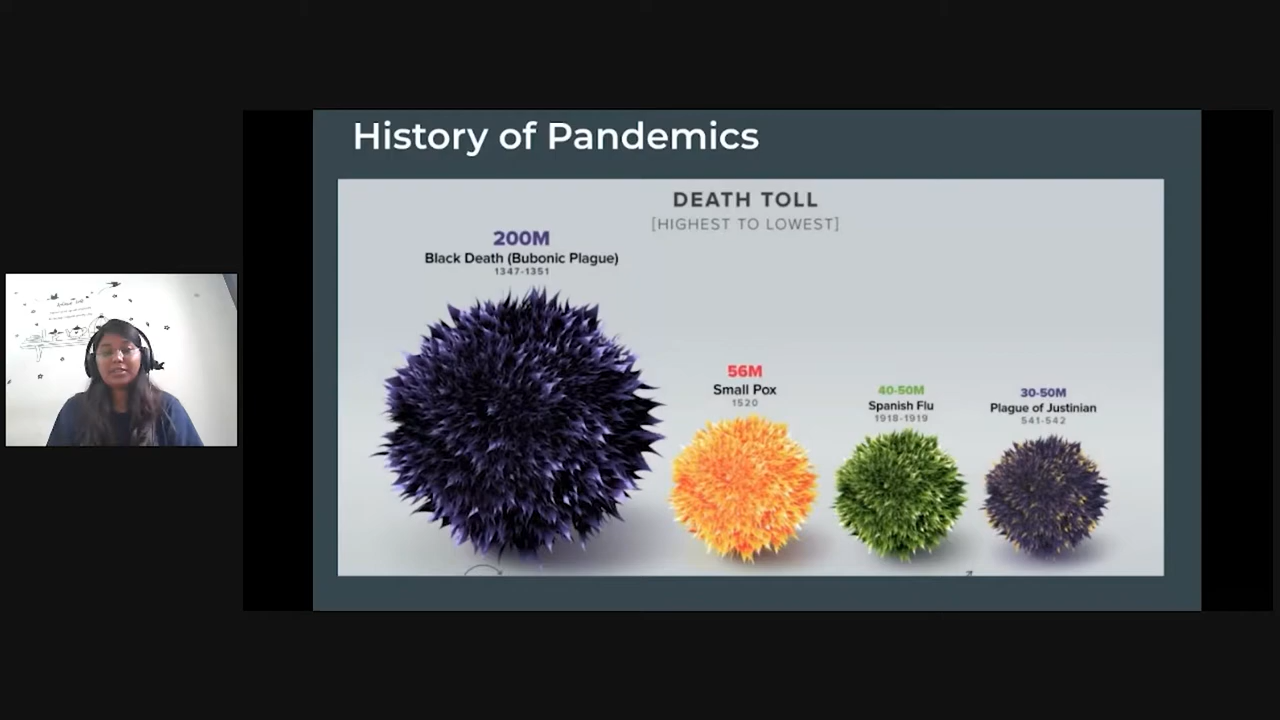 History of Pandemics
DEATH TOLL
[HIGHEST TO LOWEST]
200M
Black Death (Bubonic Plague)
1347-1351
56M
Small Pox
1520
40-50M
Spanish Flu
1918-1919
30-50M
Plague of Justinian
541-542